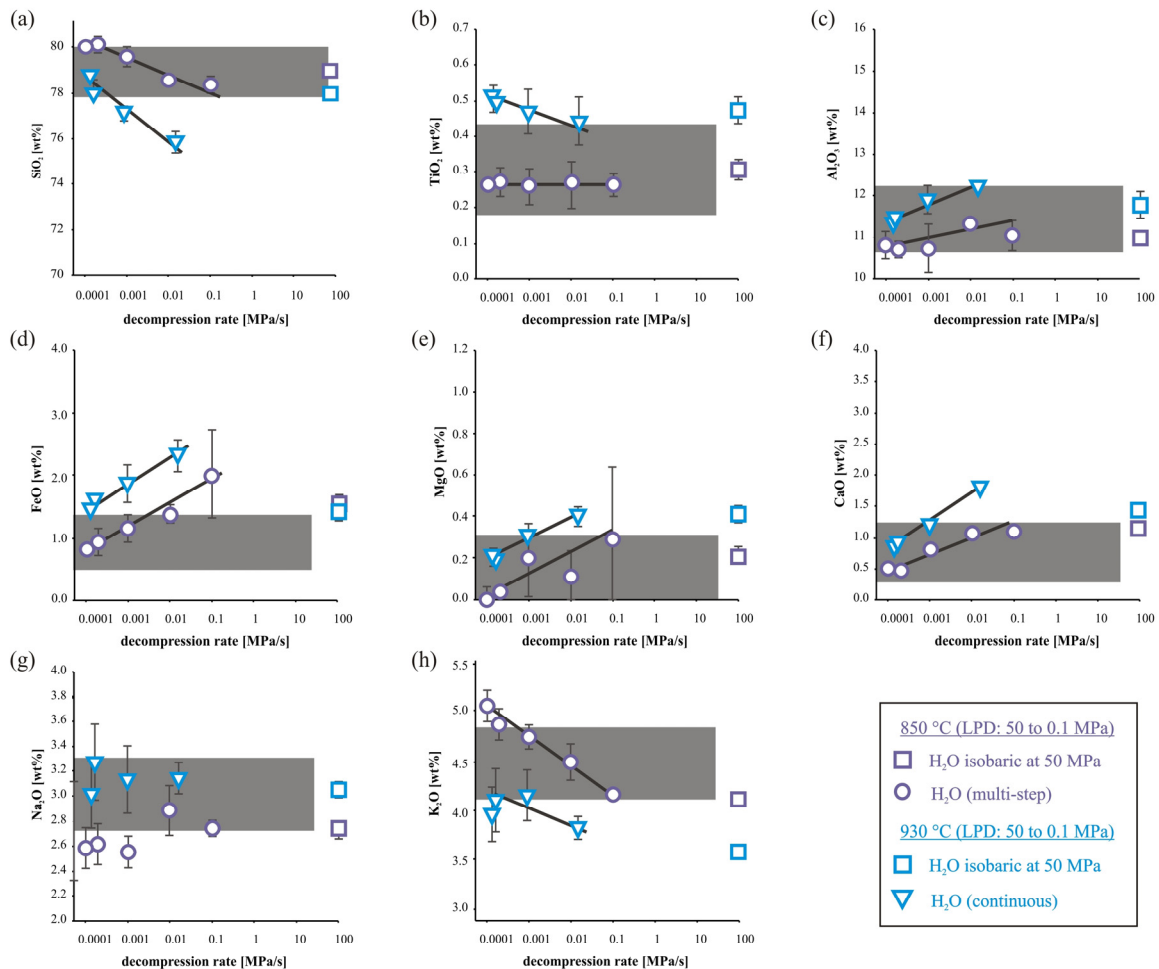 (a)
80
78
76
74
72
70
SiO₂ [wt%]
0.0001 0.001 0.01 0.1 1 10 100
decompression rate [MPa/s]
(b)
0.7
0.6
0.5
0.4
0.3
0.2
0.1
0.0
TiO₂ [wt%]
0.0001 0.001 0.01 0.1 1 10 100
decompression rate [MPa/s]
(c)
16
15
14
13
12
11
10
Al₂O₃ [wt%]
0.0001 0.001 0.01 0.1 1 10 100
decompression rate [MPa/s]
(d)
4.0
3.0
2.0
1.0
0.0
FeO [wt%]
0.0001 0.001 0.01 0.1 1 10 100
decompression rate [MPa/s]
(e)
1.2
1.0
0.8
0.6
0.4
0.2
0.0
MgO [wt%]
0.0001 0.001 0.01 0.1 1 10 100
decompression rate [MPa/s]
(f)
4.0
3.5
3.0
2.5
2.0
1.5
1.0
0.5
0.0
CaO [wt%]
0.0001 0.001 0.01 0.1 1 10 100
decompression rate [MPa/s]
(g)
4.0
3.8
3.6
3.4
3.2
3.0
2.8
2.6
2.4
2.2
2.0
Na₂O [wt%]
0.0001 0.001 0.01 0.1 1 10 100
decompression rate [MPa/s]
(h)
5.5
5.0
4.5
4.0
3.5
3.0
K₂O [wt%]
0.0001 0.001 0.01 0.1 1 10 100
decompression rate [MPa/s]
850 °C (LPD: 50 to 0.1 MPa)
H₂O isobaric at 50 MPa
H₂O (multi-step)
930 °C (LPD: 50 to 0.1 MPa)
H₂O isobaric at 50 MPa
H₂O (continuous)